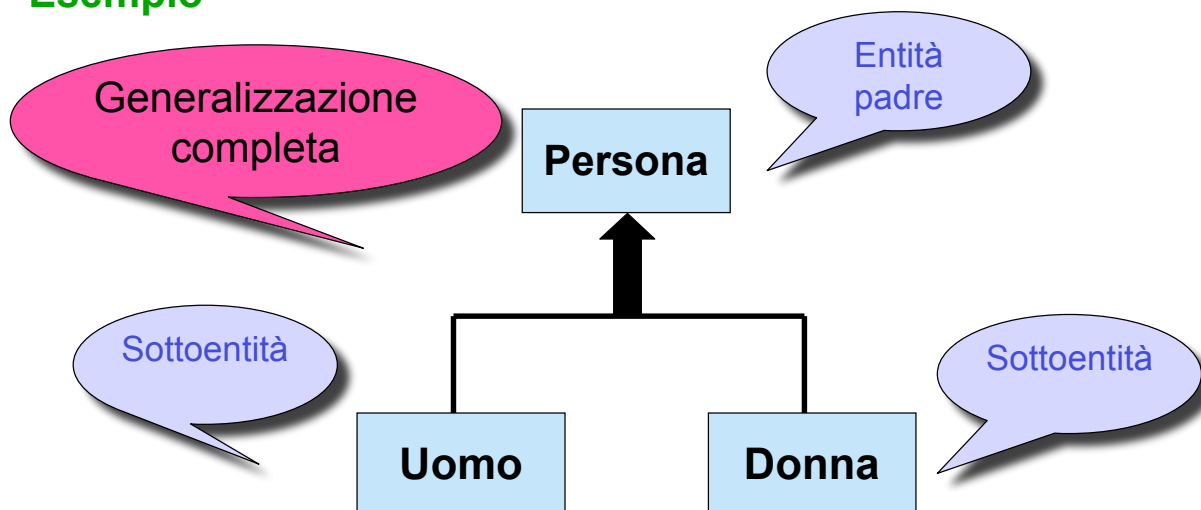 Esempio
Generalizzazione
completa
Entità
padre
Persona
Sottoentità
Sottoentità
Uomo
Donna